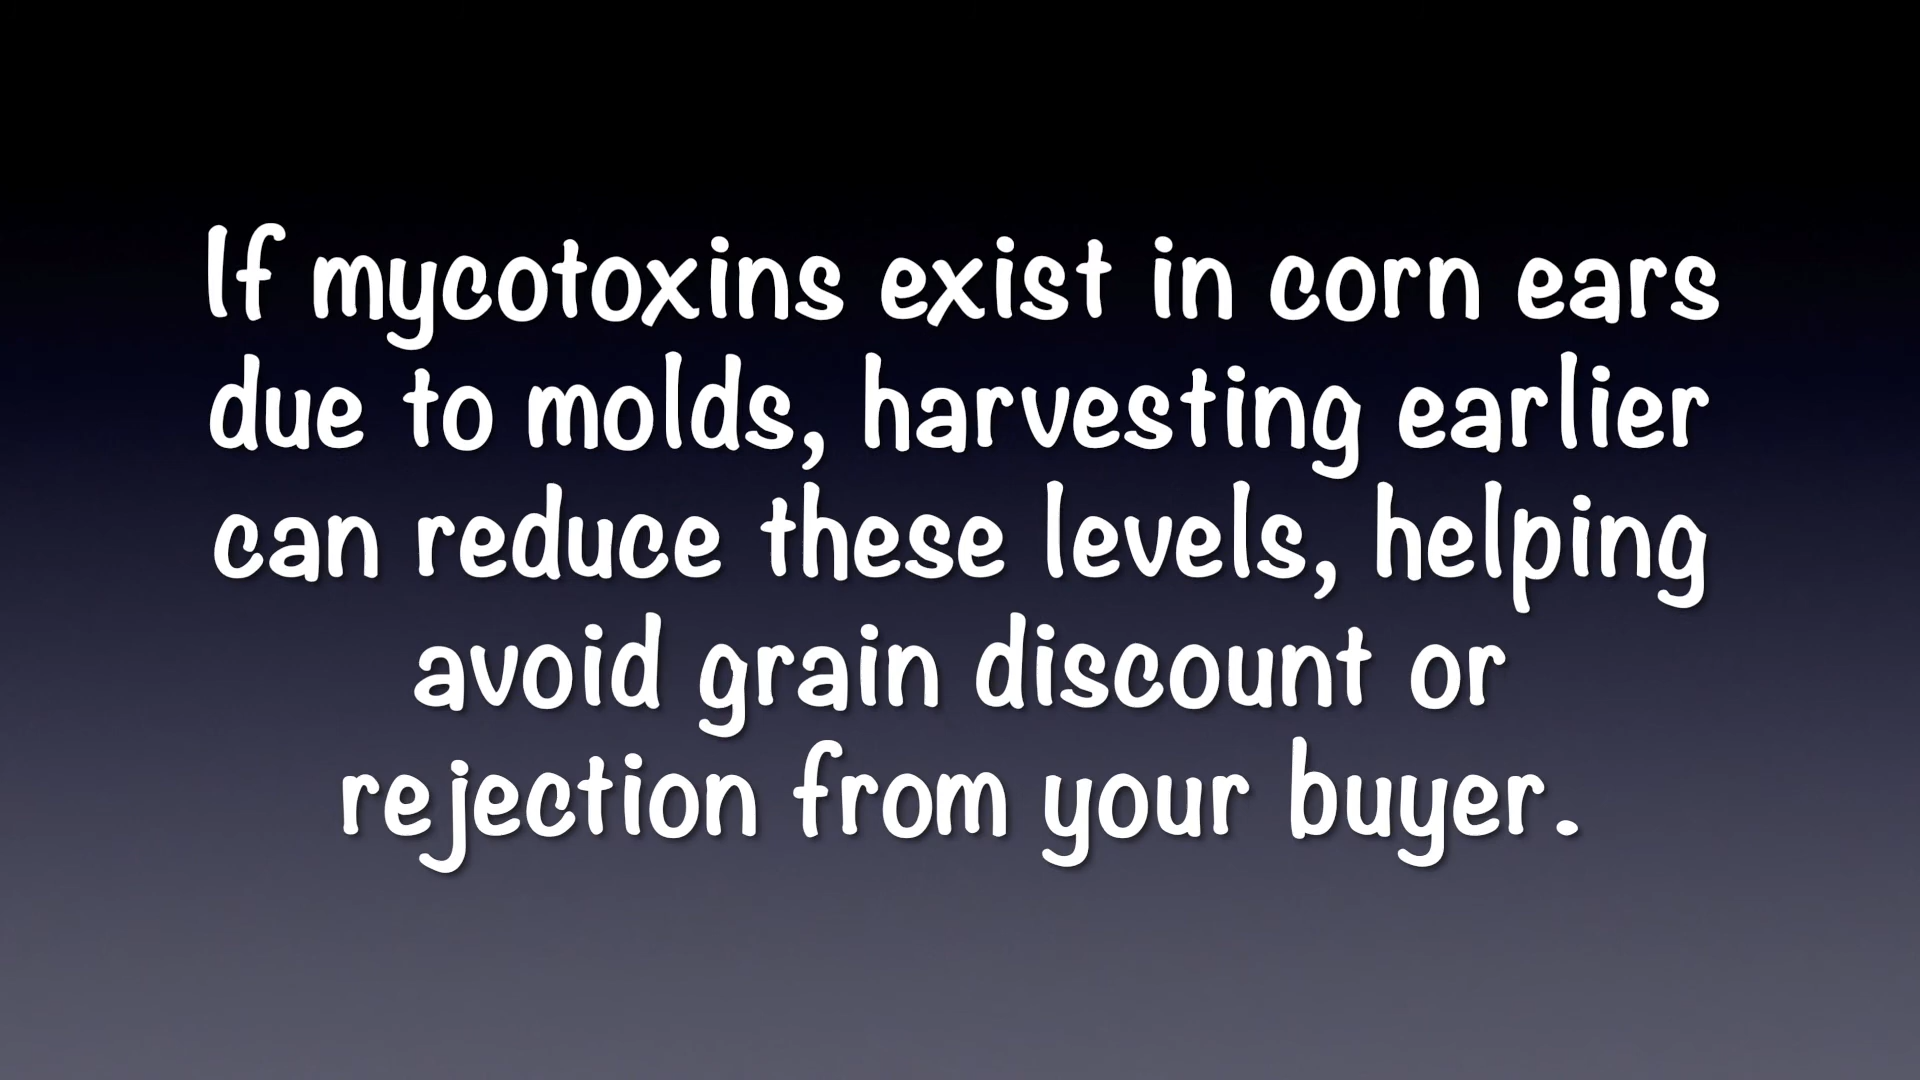 If mycotoxins exist in corn ears
due to molds, harvesting earlier
can reduce these levels, helping
avoid grain discount or
rejection from your buyer.